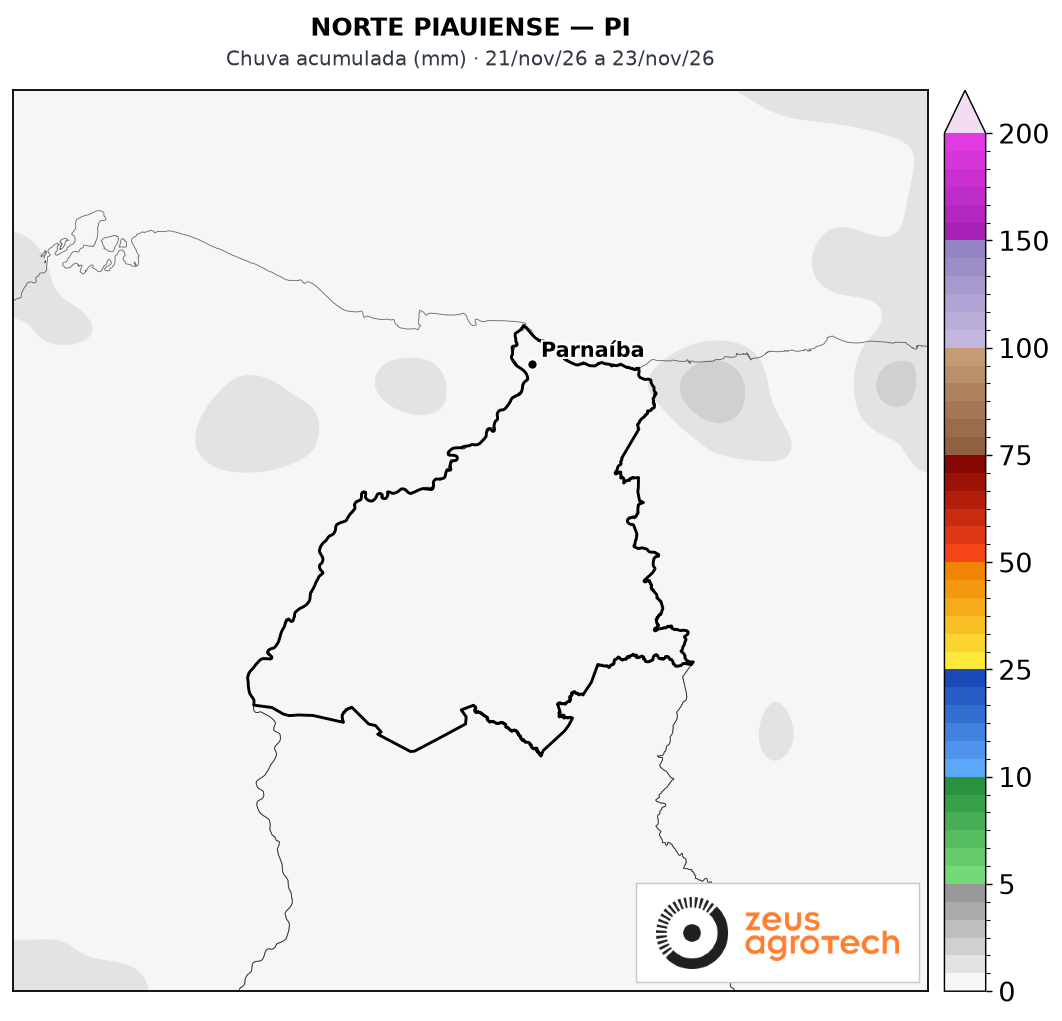 NORTE PIAUIENSE — PI
Chuva acumulada (mm) · 21/nov/26 a 23/nov/26
Parnaíba
200
150
100
75
50
25
10
5
0
zeus
agrotech